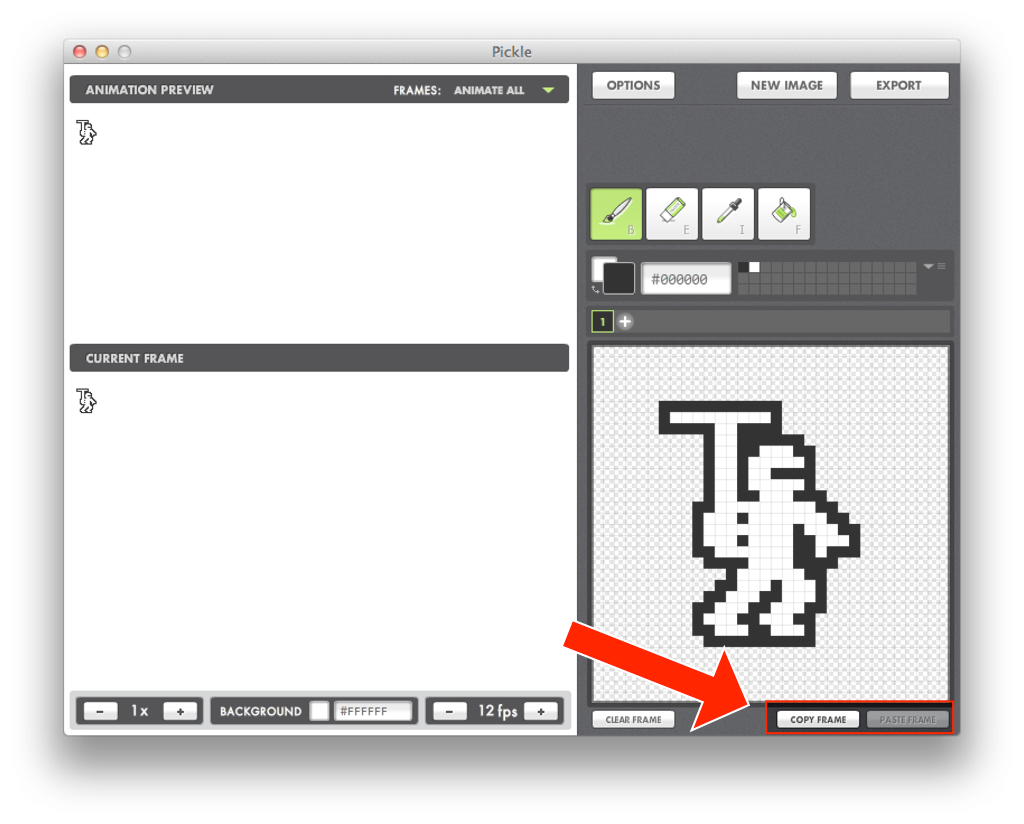 Pickle
ANIMATION PREVIEW
FRAMES: ANIMATE ALL
OPTIONS
NEW IMAGE
EXPORT
B
E
I
F
#000000
1 +
CURRENT FRAME
- 1x +
BACKGROUND
#FFFFFF
- 12 fps +
CLEAR FRAME
COPY FRAME
PASTE FRAME